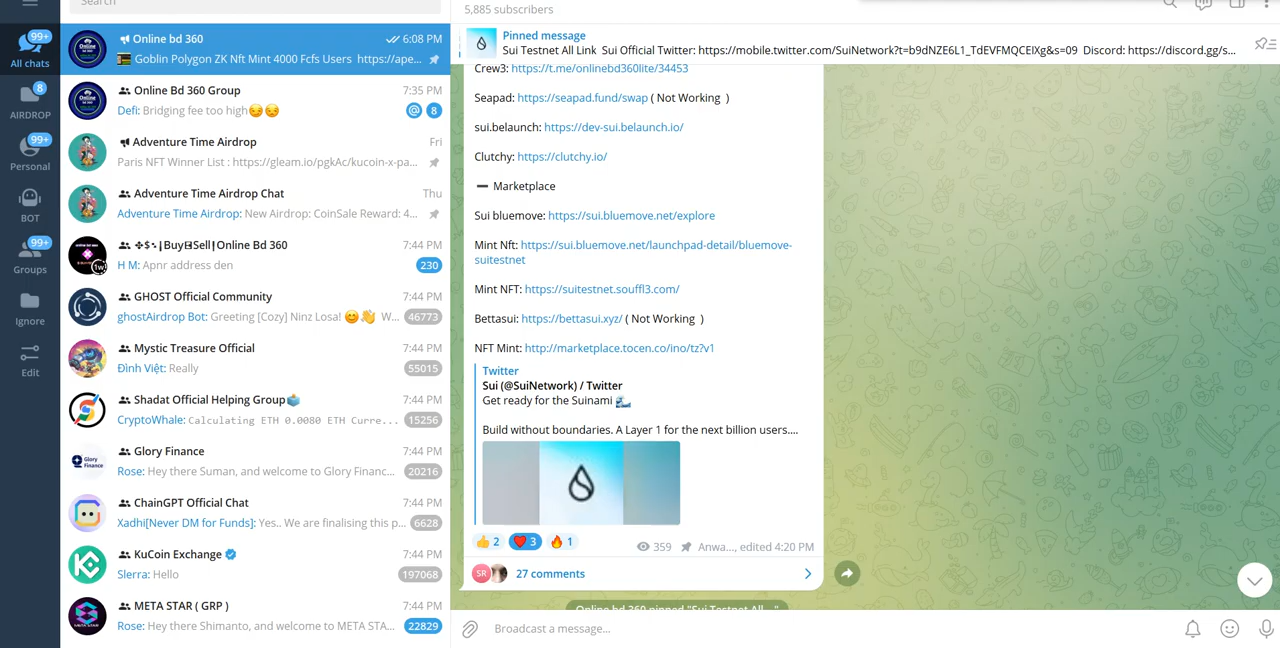 Search
99+
All chats
8
AIRDROP
99+
Personal
BOT
99+
Groups
Ignore
Edit
Online bd 360
6:08 PM
Goblin Polygon ZK Nft Mint 4000 Fcfs Users https://ape...
Online Bd 360 Group
7:35 PM
Defi: Bridging fee too high😏😏
@ 8
Adventure Time Airdrop
Fri
Paris NFT Winner List : https://gleam.io/pgkAc/kucoin-x-pa...
Adventure Time Airdrop Chat
Thu
Adventure Time Airdrop: New Airdrop: CoinSale Reward: 4...
Online Bd 360
7:44 PM
1w
H M: Apnr address den
230
GHOST Official Community
7:44 PM
ghostAirdrop Bot: Greeting [Cozy] Ninz Losa! 😊👋 W...
46773
Mystic Treasure Official
7:44 PM
Đình Việt: Really
55015
Shadat Official Helping Group
7:44 PM
CryptoWhale: Calculating ETH 0.0080 ETH Curre...
15256
Glory Finance
7:44 PM
Glory Finance
Rose: Hey there Suman, and welcome to Glory Financ...
20216
ChainGPT Official Chat
7:44 PM
Xadhi[Never DM for Funds]: Yes.. We are finalising this p...
6628
KuCoin Exchange
7:44 PM
Slerra: Hello
197068
META STAR ( GRP )
7:44 PM
Rose: Hey there Shimanto, and welcome to META STA...
22829
5,885 subscribers
Pinned message
Sui Testnet All Link Sui Official Twitter: https://mobile.twitter.com/SuiNetwork?t=b9dNZE6L1_TdEVFMQCEIXg&s=09 Discord: https://discord.gg/s...
Crew3: https://t.me/onlinebd360lite/34453
Seapad: https://seapad.fund/swap ( Not Working )
sui.belaunch: https://dev-sui.belaunch.io/
Clutchy: https://clutchy.io/
➖ Marketplace
Sui bluemove: https://sui.bluemove.net/explore
Mint Nft: https://sui.bluemove.net/launchpad-detail/bluemove-
suitestnet
Mint NFT: https://suitestnet.souffl3.com/
Bettasui: https://bettasui.xyz/ ( Not Working )
NFT Mint: http://marketplace.tocen.co/ino/tz?v1
Twitter
Sui (@SuiNetwork) / Twitter
Get ready for the Suinami 🌊
Build without boundaries. A Layer 1 for the next billion users....
👍 2 ❤️ 3 🔥 1
359 Anwa..., edited 4:20 PM
SR 27 comments
Online bd 360 pinned "Sui Testnet All..."
Broadcast a message...